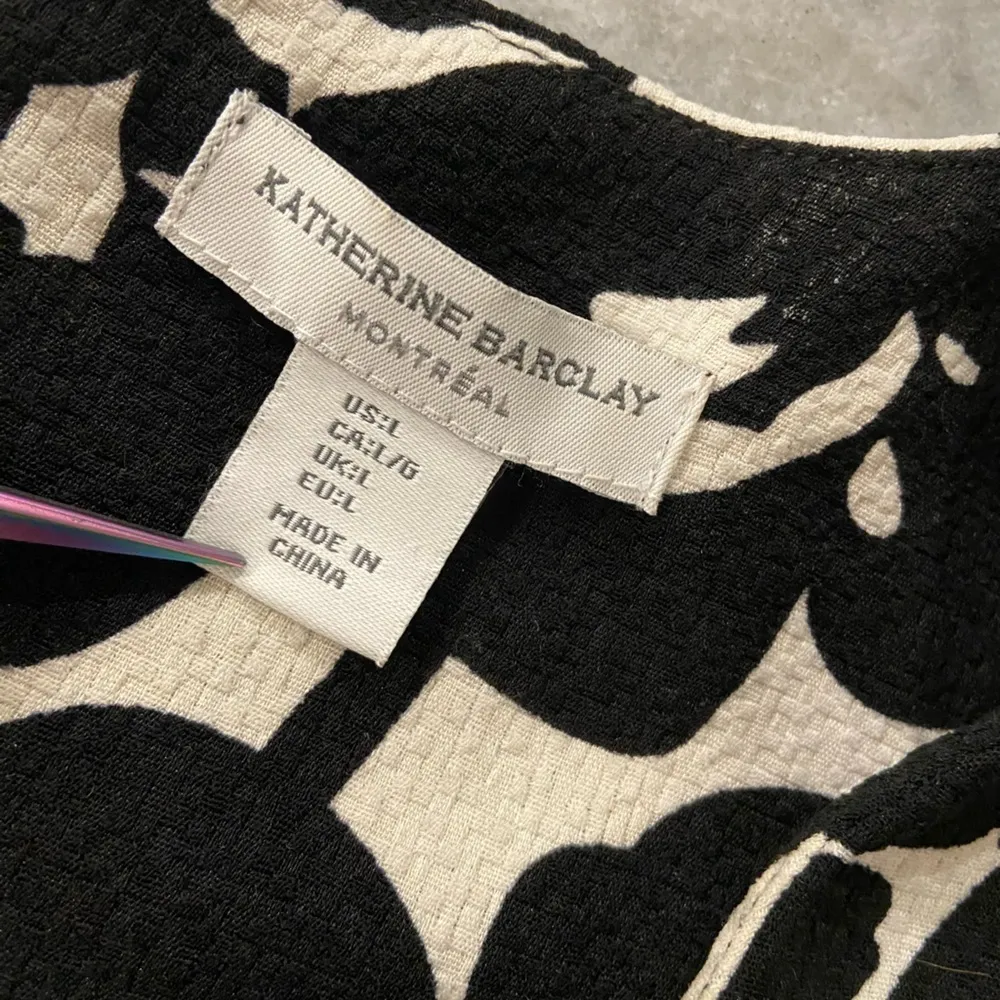 KATHERINE BARCLAY
MONTRÉAL
US:L
CA:L/G
UK:L
EU:L
MADE IN
CHINA